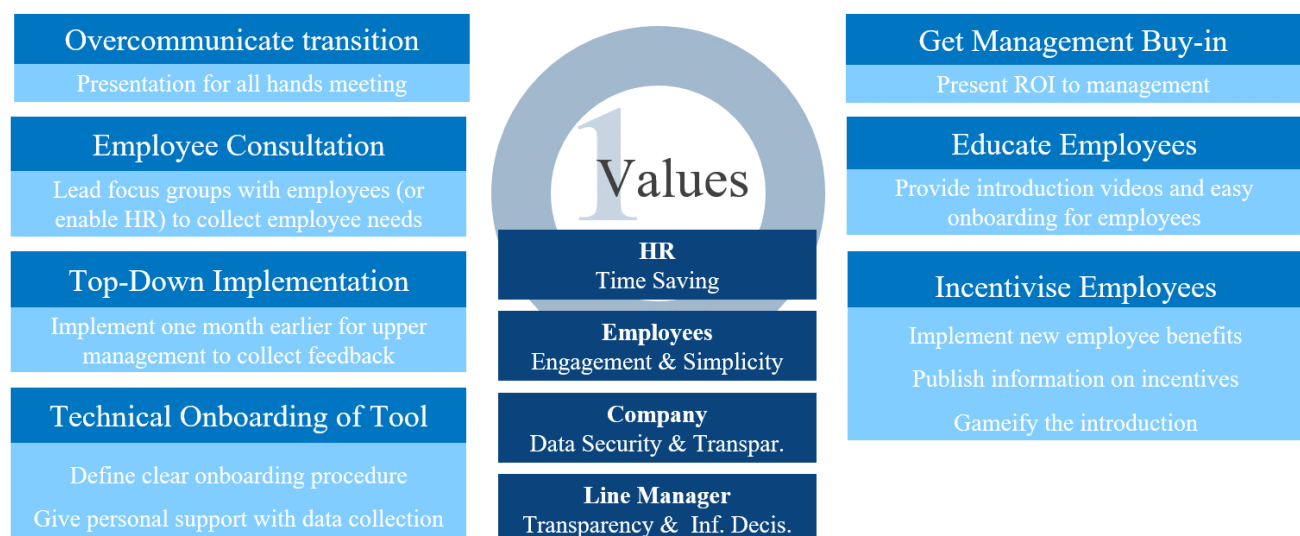 Overcommunicate transition
Presentation for all hands meeting
Employee Consultation
Lead focus groups with employees (or
enable HR) to collect employee needs
Top-Down Implementation
Implement one month earlier for upper
management to collect feedback
Technical Onboarding of Tool
Define clear onboarding procedure
Give personal support with data collection
1
Values
HR
Time Saving
Employees
Engagement & Simplicity
Company
Data Security & Transpar.
Line Manager
Transparency & Inf. Decis.
Get Management Buy-in
Present ROI to management
Educate Employees
Provide introduction videos and easy
onboarding for employees
Incentivise Employees
Implement new employee benefits
Publish information on incentives
Gameify the introduction